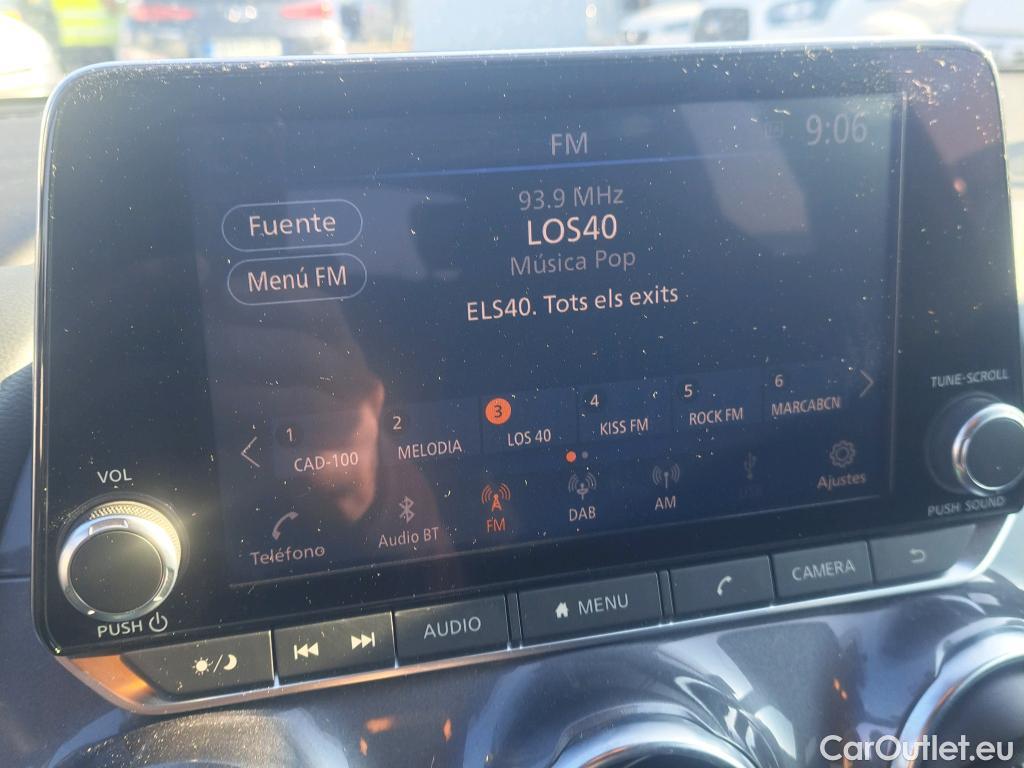 FM
9:06
93.9 MHz
LOS40
Música Pop
ELS40. Tots els exits
Fuente
Menú FM
1 CAD-100
2 MELODIA
3 LOS 40
4 KISS FM
5 ROCK FM
6 MARCABCN
Teléfono
Audio BT
FM
DAB
AM
Ajustes
VOL
PUSH
TUNE·SCROLL
PUSH SOUND
AUDIO
MENU
CAMERA
CarOutlet.eu